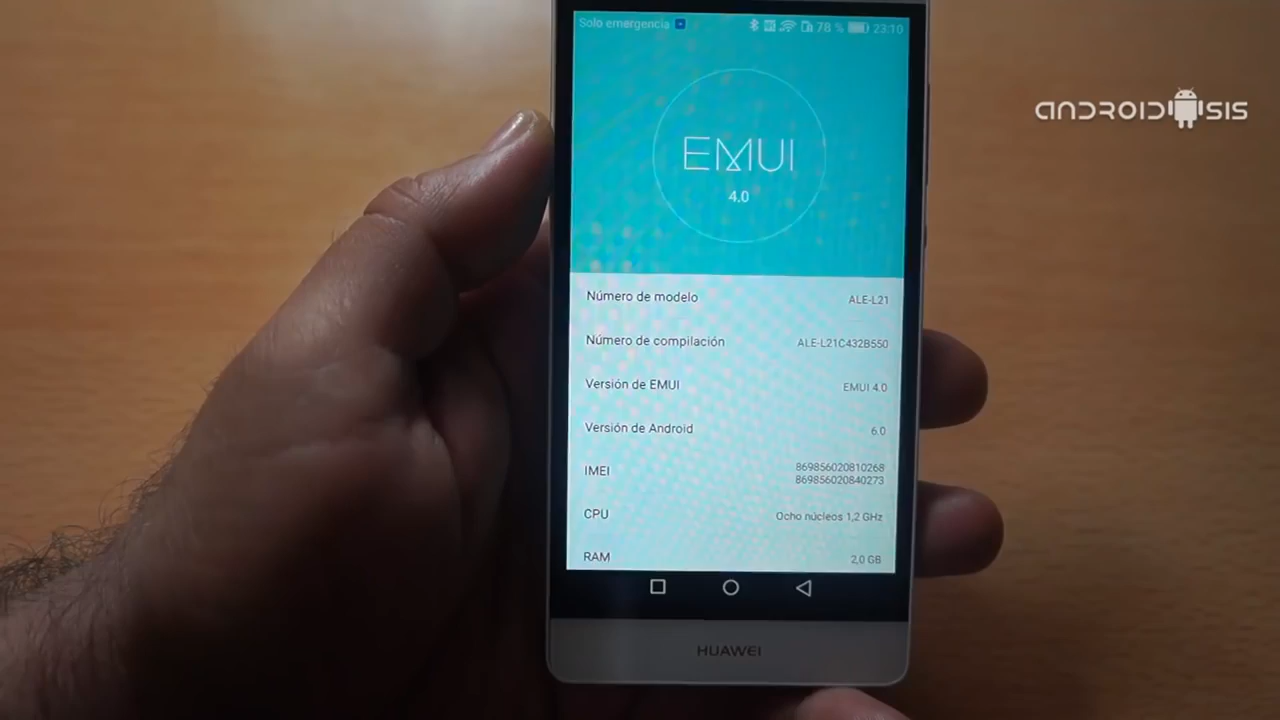 Solo emergencia 78 % 23:10
ANDROIDSIS
EMUI
4.0
Número de modelo ALE-L21
Número de compilación ALE-L21C432B550
Versión de EMUI EMUI 4.0
Versión de Android 6.0
IMEI 869856020810268
869856020840273
CPU Ocho núcleos 1,2 GHz
RAM 2,0 GB
HUAWEI